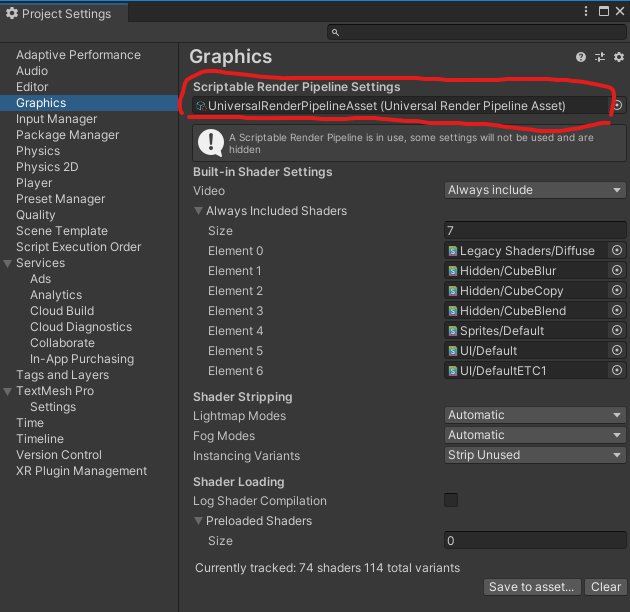 Project Settings
Adaptive Performance
Audio
Editor
Graphics
Input Manager
Package Manager
Physics
Physics 2D
Player
Preset Manager
Quality
Scene Template
Script Execution Order
Services
Ads
Analytics
Cloud Build
Cloud Diagnostics
Collaborate
In-App Purchasing
Tags and Layers
TextMesh Pro
Settings
Time
Timeline
Version Control
XR Plugin Management
Graphics
Scriptable Render Pipeline Settings
UniversalRenderPipelineAsset (Universal Render Pipeline Asset)
A Scriptable Render Pipeline is in use, some settings will not be used and are
hidden
Built-in Shader Settings
Video Always include
Always Included Shaders
Size 7
Element 0 Legacy Shaders/Diffuse
Element 1 Hidden/CubeBlur
Element 2 Hidden/CubeCopy
Element 3 Hidden/CubeBlend
Element 4 Sprites/Default
Element 5 UI/Default
Element 6 UI/DefaultETC1
Shader Stripping
Lightmap Modes Automatic
Fog Modes Automatic
Instancing Variants Strip Unused
Shader Loading
Log Shader Compilation
Preloaded Shaders
Size 0
Currently tracked: 74 shaders 114 total variants
Save to asset... Clear